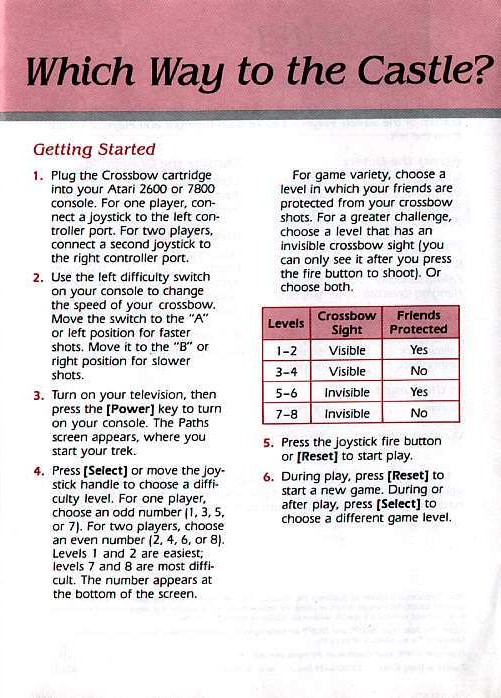 Which Way to the Castle?
Getting Started
1. Plug the Crossbow cartridge
into your Atari 2600 or 7800
console. For one player, con-
nect a joystick to the left con-
troller port. For two players,
connect a second joystick to
the right controller port.
2. Use the left difficulty switch
on your console to change
the speed of your crossbow.
Move the switch to the "A"
or left position for faster
shots. Move it to the "B" or
right position for slower
shots.
3. Turn on your television, then
press the [Power] key to turn
on your console. The Paths
screen appears, where you
start your trek.
4. Press [Select] or move the joy-
stick handle to choose a diffi-
culty level. For one player,
choose an odd number (1, 3, 5,
or 7). For two players, choose
an even number (2, 4, 6, or 8).
Levels 1 and 2 are easiest;
levels 7 and 8 are most diffi-
cult. The number appears at
the bottom of the screen.
For game variety, choose a
level in which your friends are
protected from your crossbow
shots. For a greater challenge,
choose a level that has an
invisible crossbow sight (you
can only see it after you press
the fire button to shoot). Or
choose both.
Levels Crossbow Sight Friends Protected
1-2 Visible Yes
3-4 Visible No
5-6 Invisible Yes
7-8 Invisible No
5. Press the joystick fire button
or [Reset] to start play.
6. During play, press [Reset] to
start a new game. During or
after play, press [Select] to
choose a different game level.